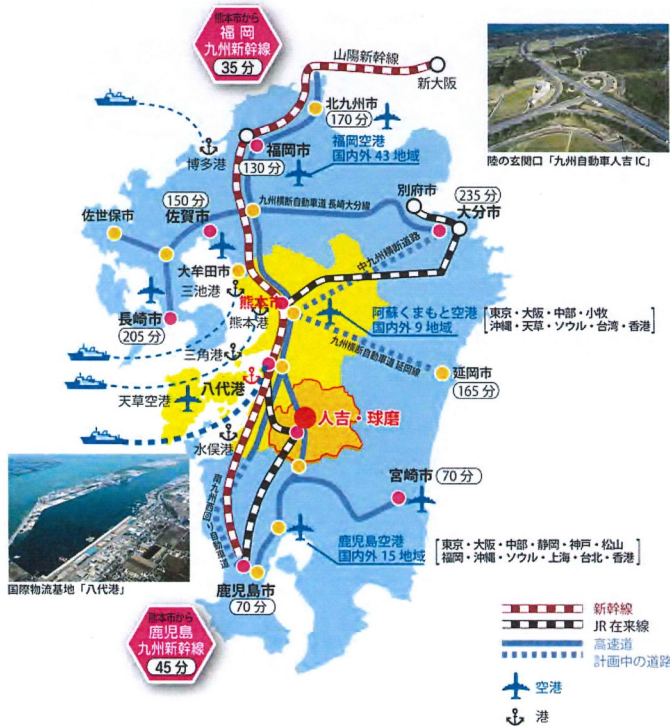 熊本市から
福岡
九州新幹線
35分
山陽新幹線
新大阪
北九州市
170分
陸の玄関口「九州自動車人吉IC」
博多港
福岡市
130分
福岡空港
国内外43地域
150分
佐賀市
佐世保市
九州横断自動車道 長崎大分線
別府市
235分
大分市
中九州横断道路
大牟田市
三池港
熊本市
熊本港
長崎市
205分
阿蘇くまもと空港
国内外9地域
東京・大阪・中部・小牧
沖縄・天草・ソウル・台湾・香港
九州横断自動車道 延岡線
三角港
延岡市
165分
八代港
天草空港
人吉・球磨
水俣港
南九州西回り自動車道
宮崎市
70分
国際物流基地「八代港」
鹿児島空港
国内外15地域
東京・大阪・中部・静岡・神戸・松山
福岡・沖縄・ソウル・上海・台北・香港
鹿児島市
70分
熊本市から
鹿児島
九州新幹線
45分
新幹線
JR在来線
高速道
計画中の道路
空港
港